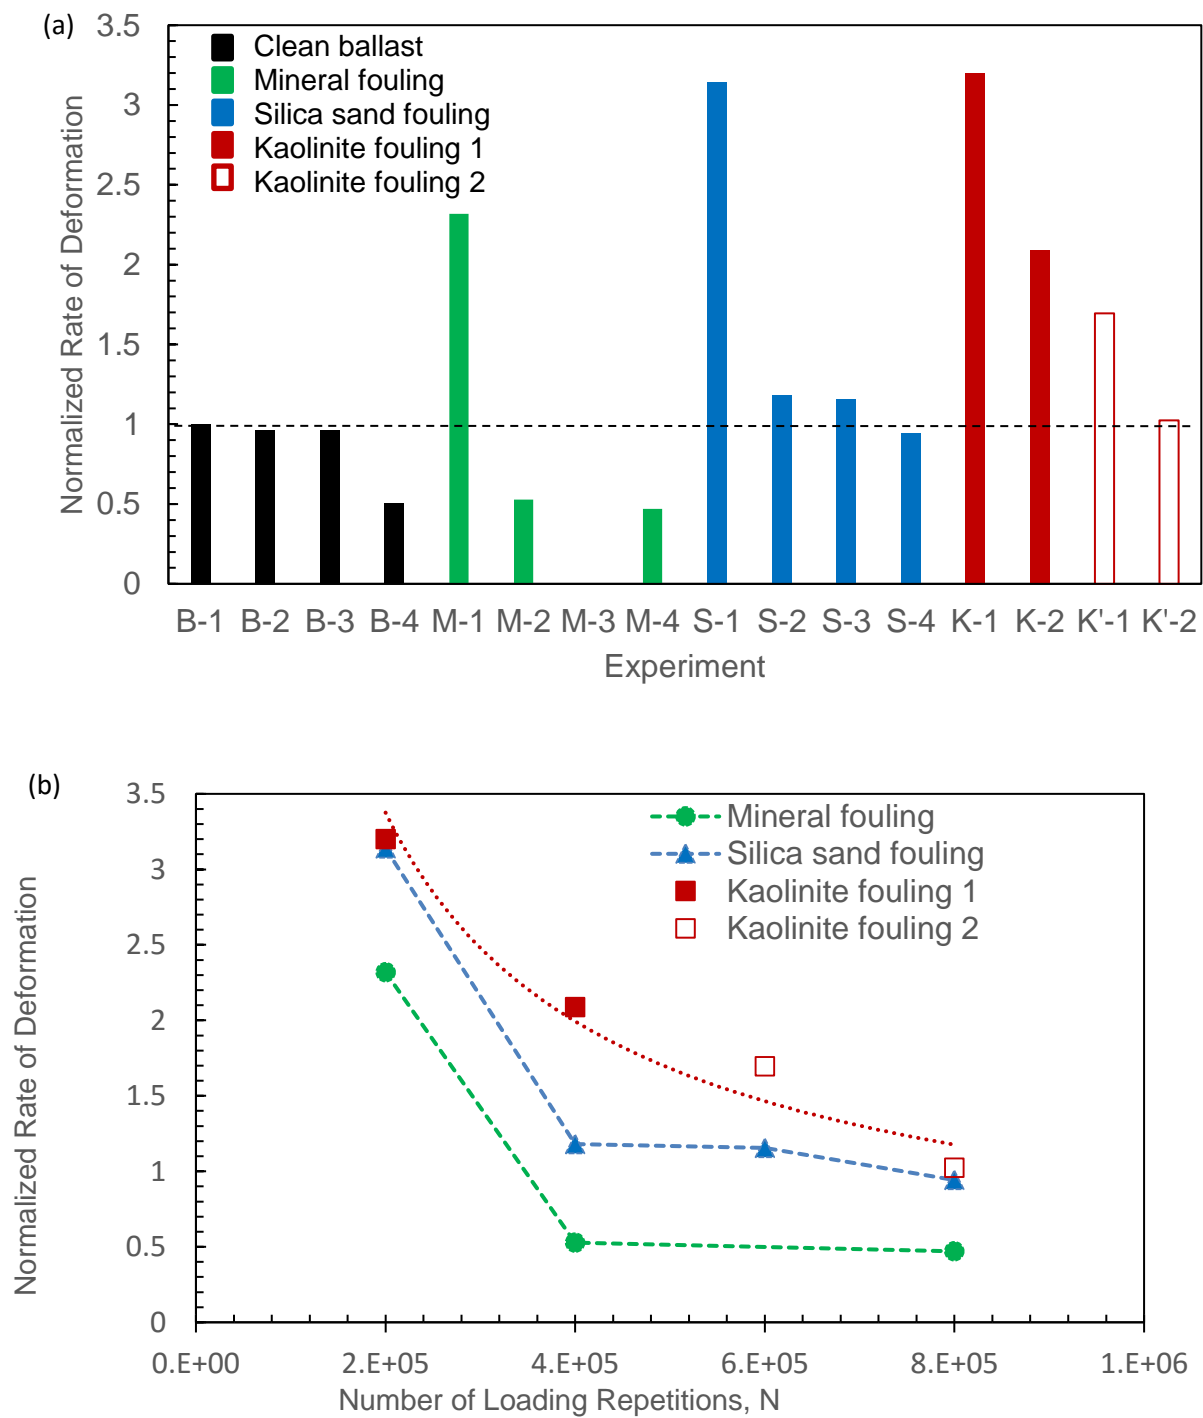 (a)
3.5
3
2.5
2
1.5
1
0.5
0
Normalized Rate of Deformation
Clean ballast
Mineral fouling
Silica sand fouling
Kaolinite fouling 1
Kaolinite fouling 2
B-1 B-2 B-3 B-4 M-1 M-2 M-3 M-4 S-1 S-2 S-3 S-4 K-1 K-2 K'-1 K'-2
Experiment
(b)
3.5
3
2.5
2
1.5
1
0.5
0
Normalized Rate of Deformation
Mineral fouling
Silica sand fouling
Kaolinite fouling 1
Kaolinite fouling 2
0.E+00 2.E+05 4.E+05 6.E+05 8.E+05 1.E+06
Number of Loading Repetitions, N